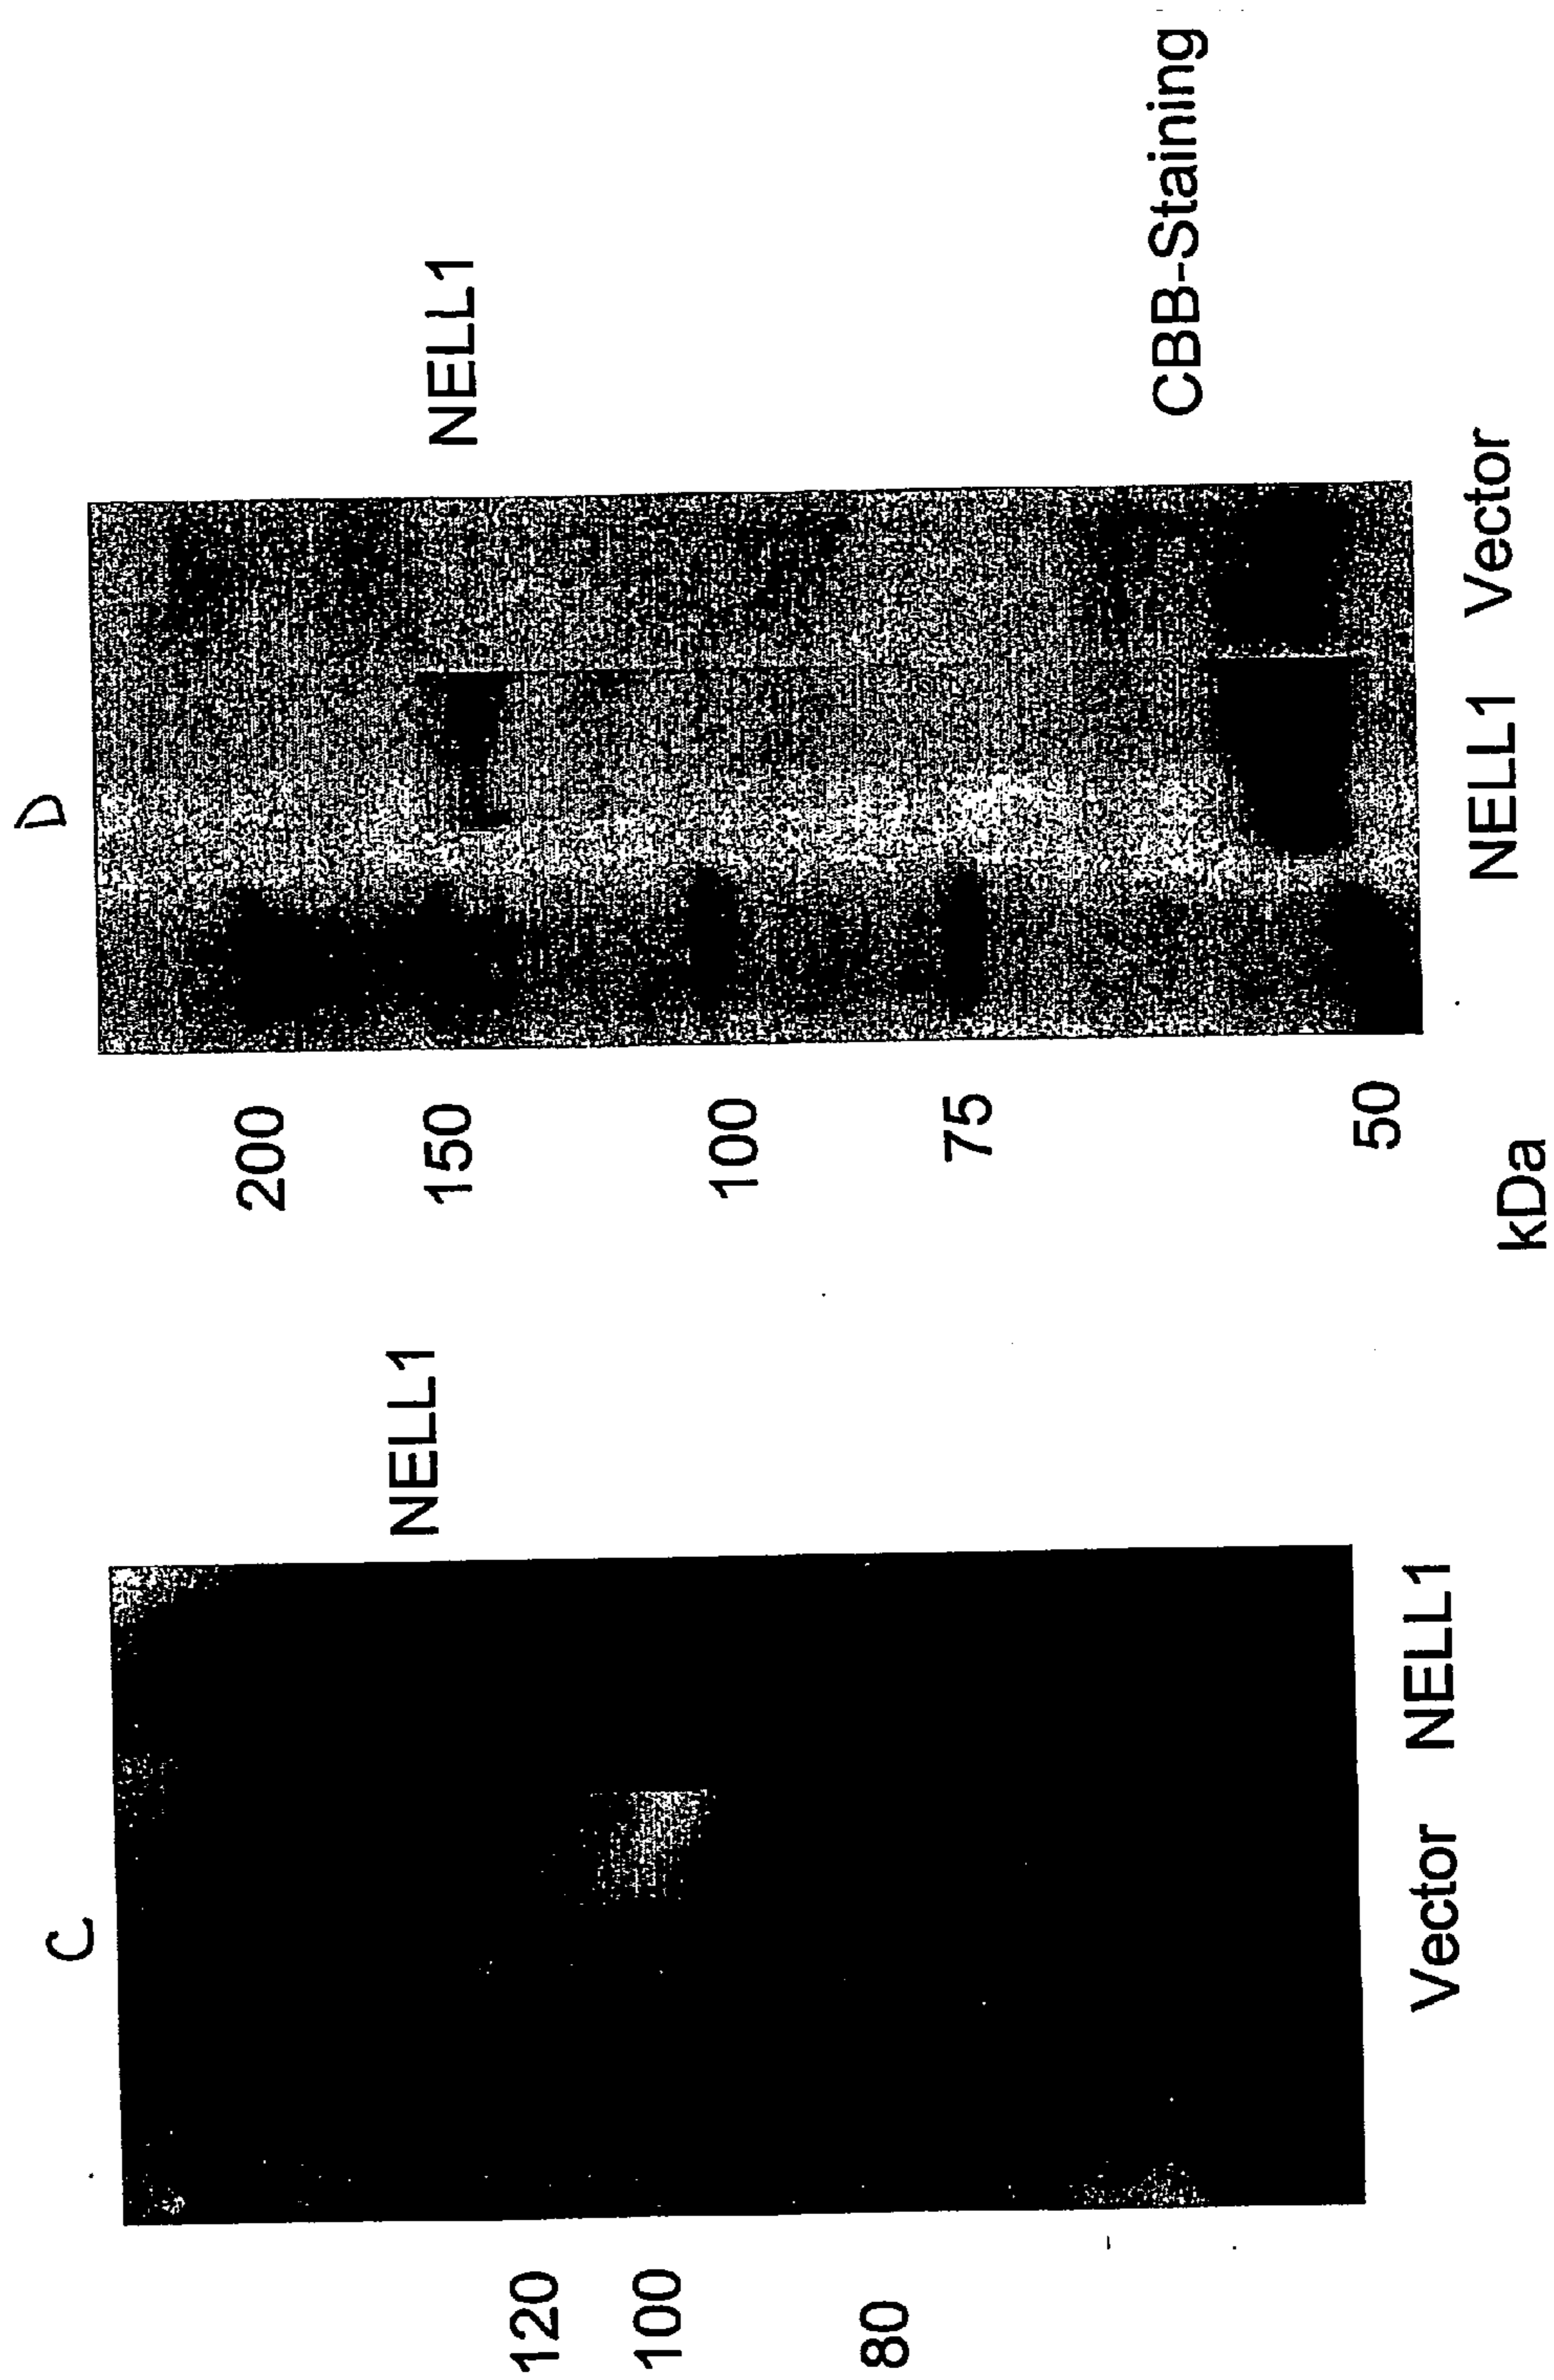 C
NELL1
120
100
80
Vector NELL1
D
200
150
100
75
50
kDa
NELL1
CBB-Staining
NELL1 Vector